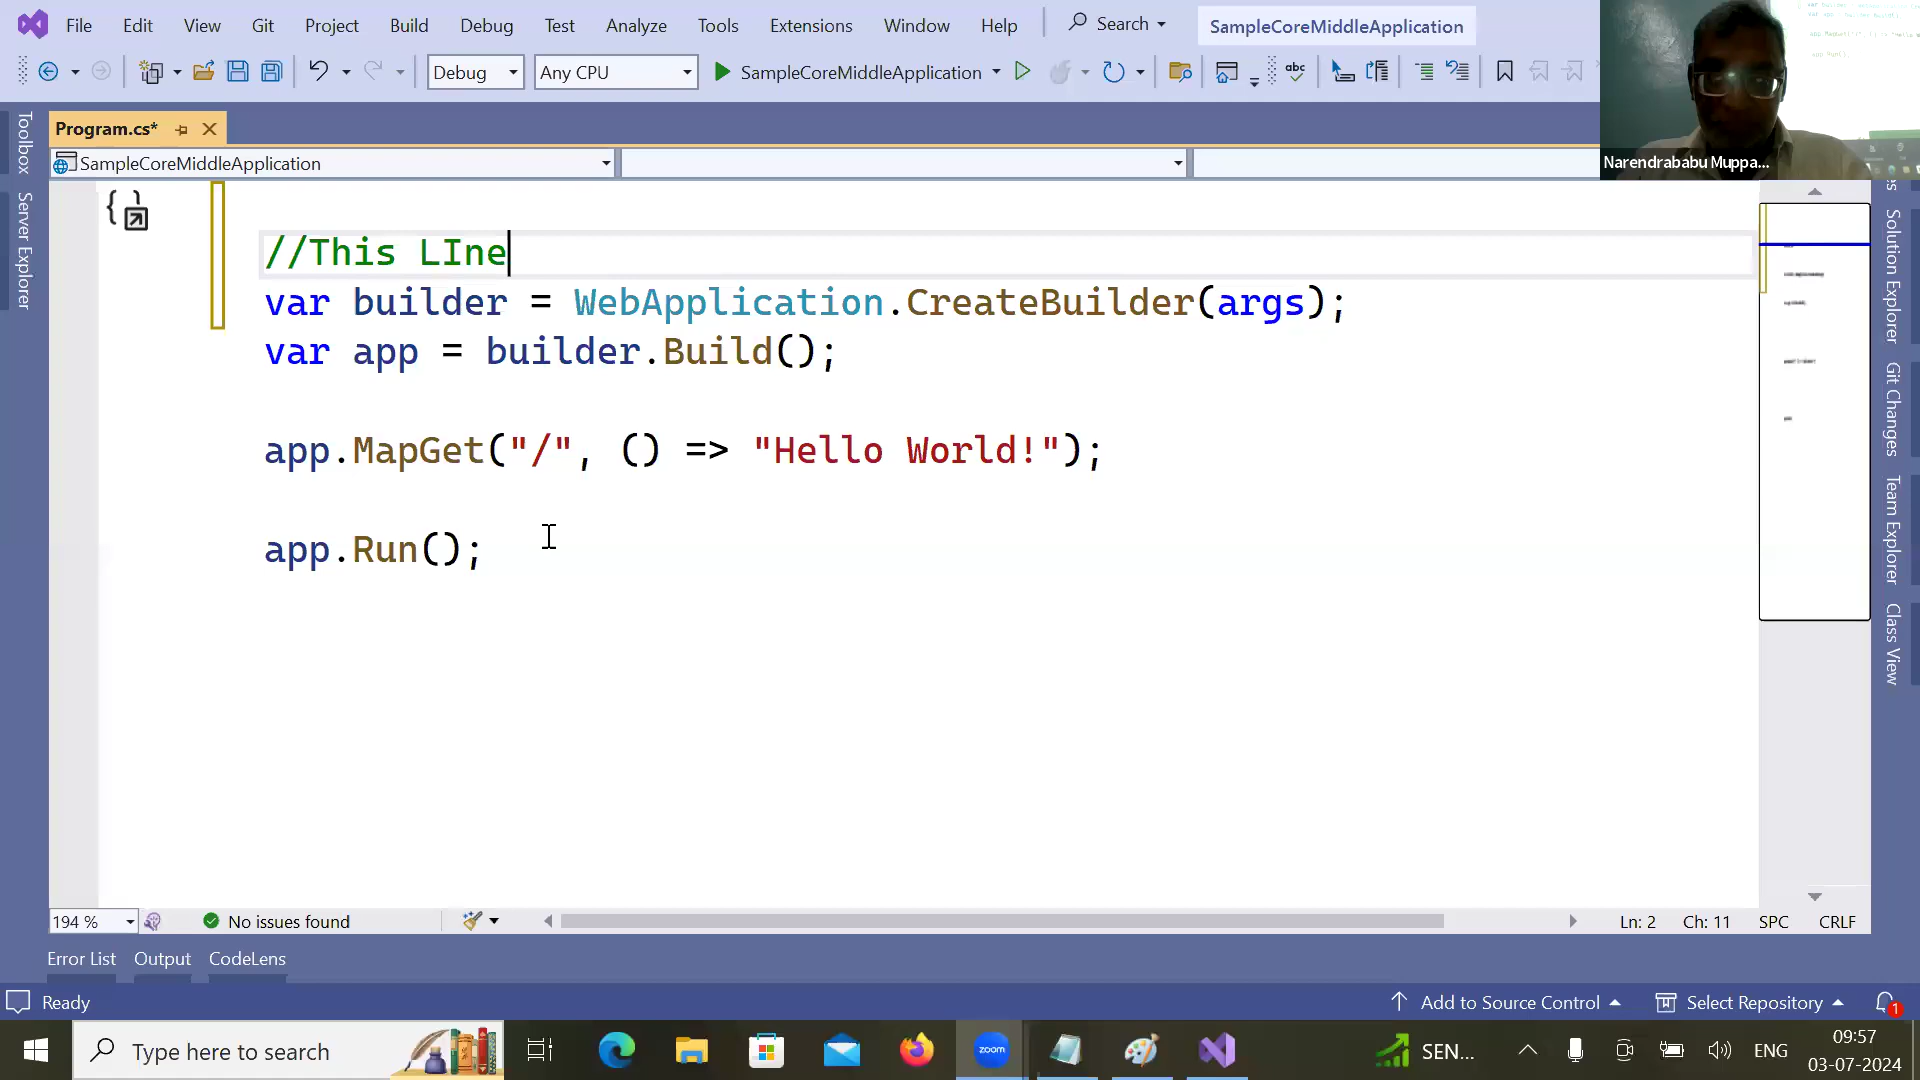 File Edit View Git Project Build Debug Test Analyze Tools Extensions Window Help Search SampleCoreMiddleApplication
Debug Any CPU SampleCoreMiddleApplication
Narendrababu Muppa...
Program.cs*
SampleCoreMiddleApplication
Toolbox
Server Explorer
//This LIne
var builder = WebApplication.CreateBuilder(args);
var app = builder.Build();
app.MapGet("/", () => "Hello World!");
app.Run();
Solution Explorer
Git Changes
Team Explorer
Class View
194 % No issues found Ln: 2 Ch: 11 SPC CRLF
Error List Output CodeLens
Ready Add to Source Control Select Repository 1
Type here to search zoom SEN... ENG 09:57
03-07-2024